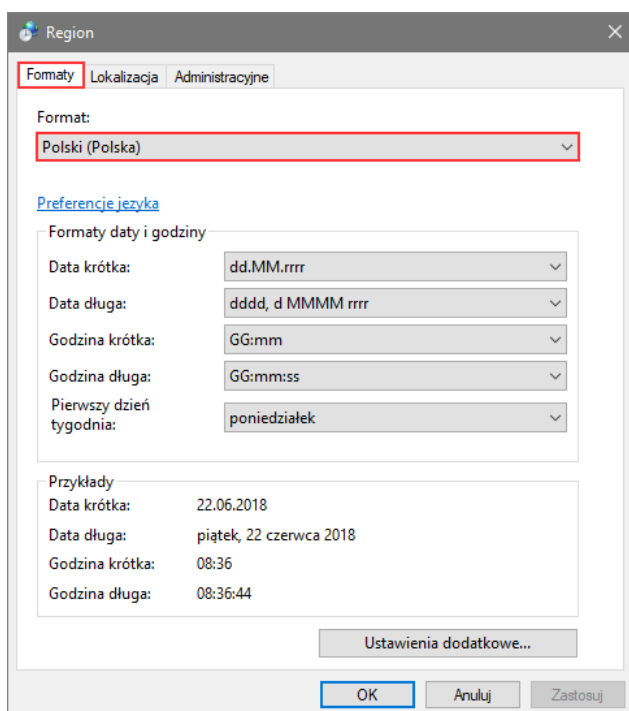 Region
Formaty Lokalizacja Administracyjne
Format:
Polski (Polska)
Preferencje jezyka
Formaty daty i godziny
Data krótka: dd.MM.rrrr
Data długa: dddd, d MMMM rrrr
Godzina krótka: GG:mm
Godzina długa: GG:mm:ss
Pierwszy dzień
tygodnia: poniedziałek
Przykłady
Data krótka: 22.06.2018
Data długa: piątek, 22 czerwca 2018
Godzina krótka: 08:36
Godzina długa: 08:36:44
Ustawienia dodatkowe...
OK Anuluj Zastosuj